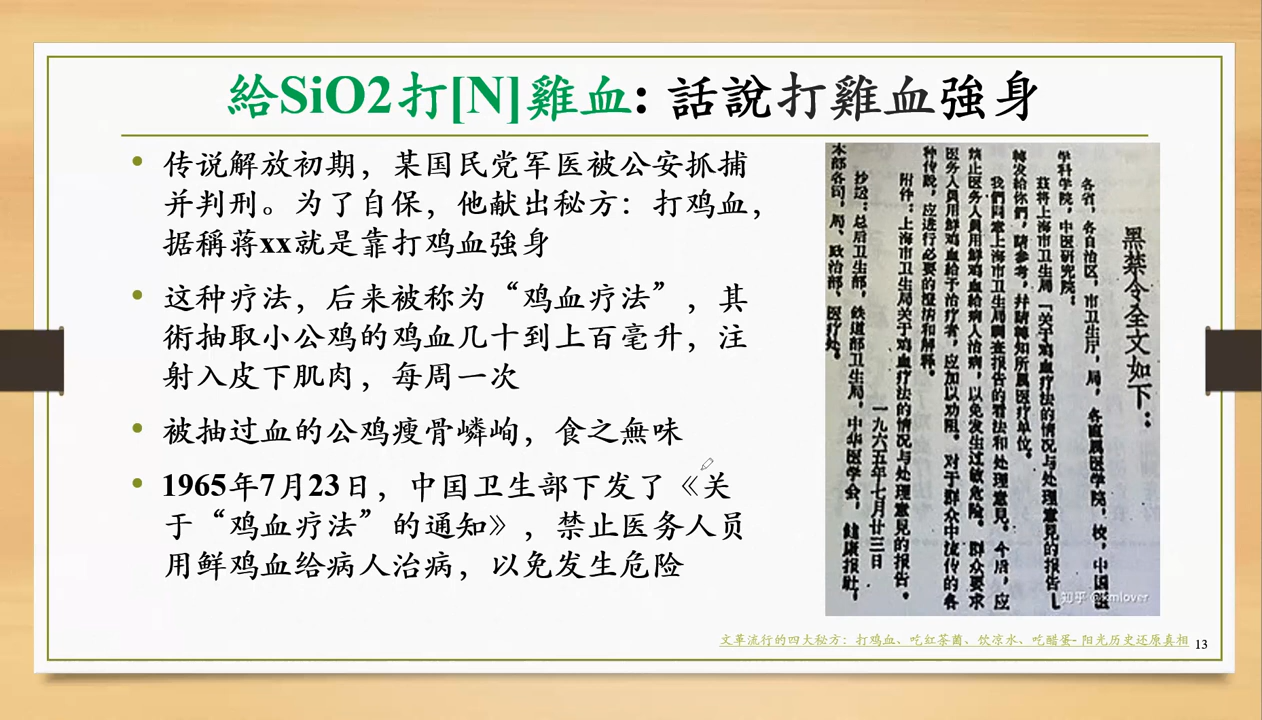 給SiO2打[N]雞血: 話說打雞血強身
• 传说解放初期，某国民党军医被公安抓捕
并判刑。为了自保，他献出秘方：打鸡血，
据稱蒋xx就是靠打鸡血強身
• 这种疗法，后来被称为“鸡血疗法”，其
術抽取小公鸡的鸡血几十到上百毫升，注
射入皮下肌肉，每周一次
• 被抽过血的公鸡瘦骨嶙峋，食之無味
• 1965年7月23日，中国卫生部下发了《关
于“鸡血疗法”的通知》，禁止医务人员
用鲜鸡血给病人治病，以免发生危险
黑禁令全文如下：
各省，各自治区，市卫生厅，局，各直属医学院，校，中国医
学科学院，中医研究院：
兹将上海市卫生局「关于鸡血疗法的情况与处理意见的报告」
转发给你們，請参考，幷請轉知所属医疗单位。
我們同意上海市卫生局調查报告的看法和处理意見。今后，应
禁止医务人員用鮮鸡血給病人治病，以免发生过敏危险。群众要求
医务人員用鮮鸡血給予治疗者，应加以劝阻。对于群众中流传的各
种传說，应进行必要的澄清和解释。
附件：上海市卫生局关于鸡血疗法的情况与处理意見的报告。
一九六五年七月廿三日
抄送：总后卫生部，铁道部卫生局，中华医学会，健康报社。
本部各司，局、政治部、医疗处。
知乎 @kmlover
文革流行的四大秘方：打鸡血、吃红茶菌、饮凉水、吃醋蛋- 阳光历史还原真相
13